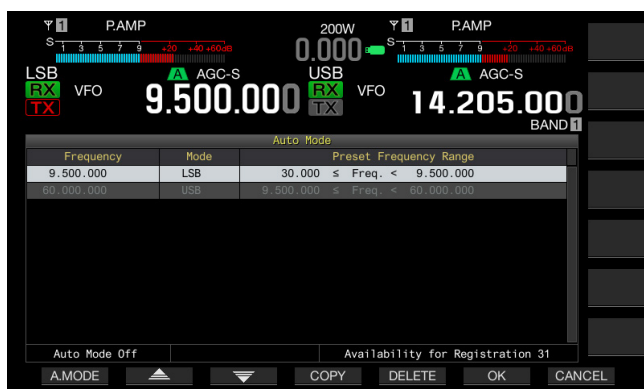 1 P.AMP 200W 1 P.AMP
S 1 3 5 7 9 +20 +40 +60dB 0.000 S 1 3 5 7 9 +20 +40 +60dB
LSB A AGC-S USB A AGC-S
RX VFO 9.500.000 RX VFO 14.205.000
TX TX
BAND 1
Auto Mode
Frequency Mode Preset Frequency Range
9.500.000 LSB 30.000 ≤ Freq. < 9.500.000
60.000.000 USB 9.500.000 ≤ Freq. < 60.000.000
Auto Mode Off Availability for Registration 31
A.MODE COPY DELETE OK CANCEL